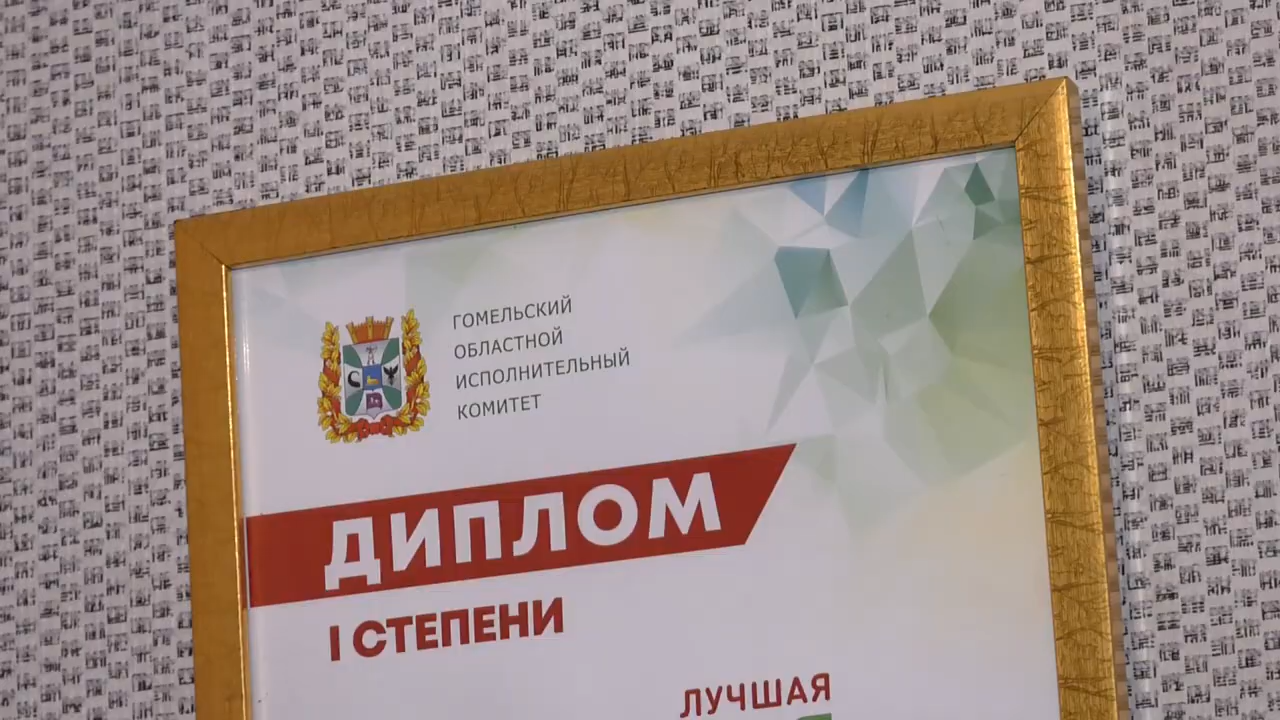 ГОМЕЛЬСКИЙ
ОБЛАСТНОЙ
ИСПОЛНИТЕЛЬНЫЙ
КОМИТЕТ
ДИПЛОМ
I СТЕПЕНИ
ЛУЧШАЯ